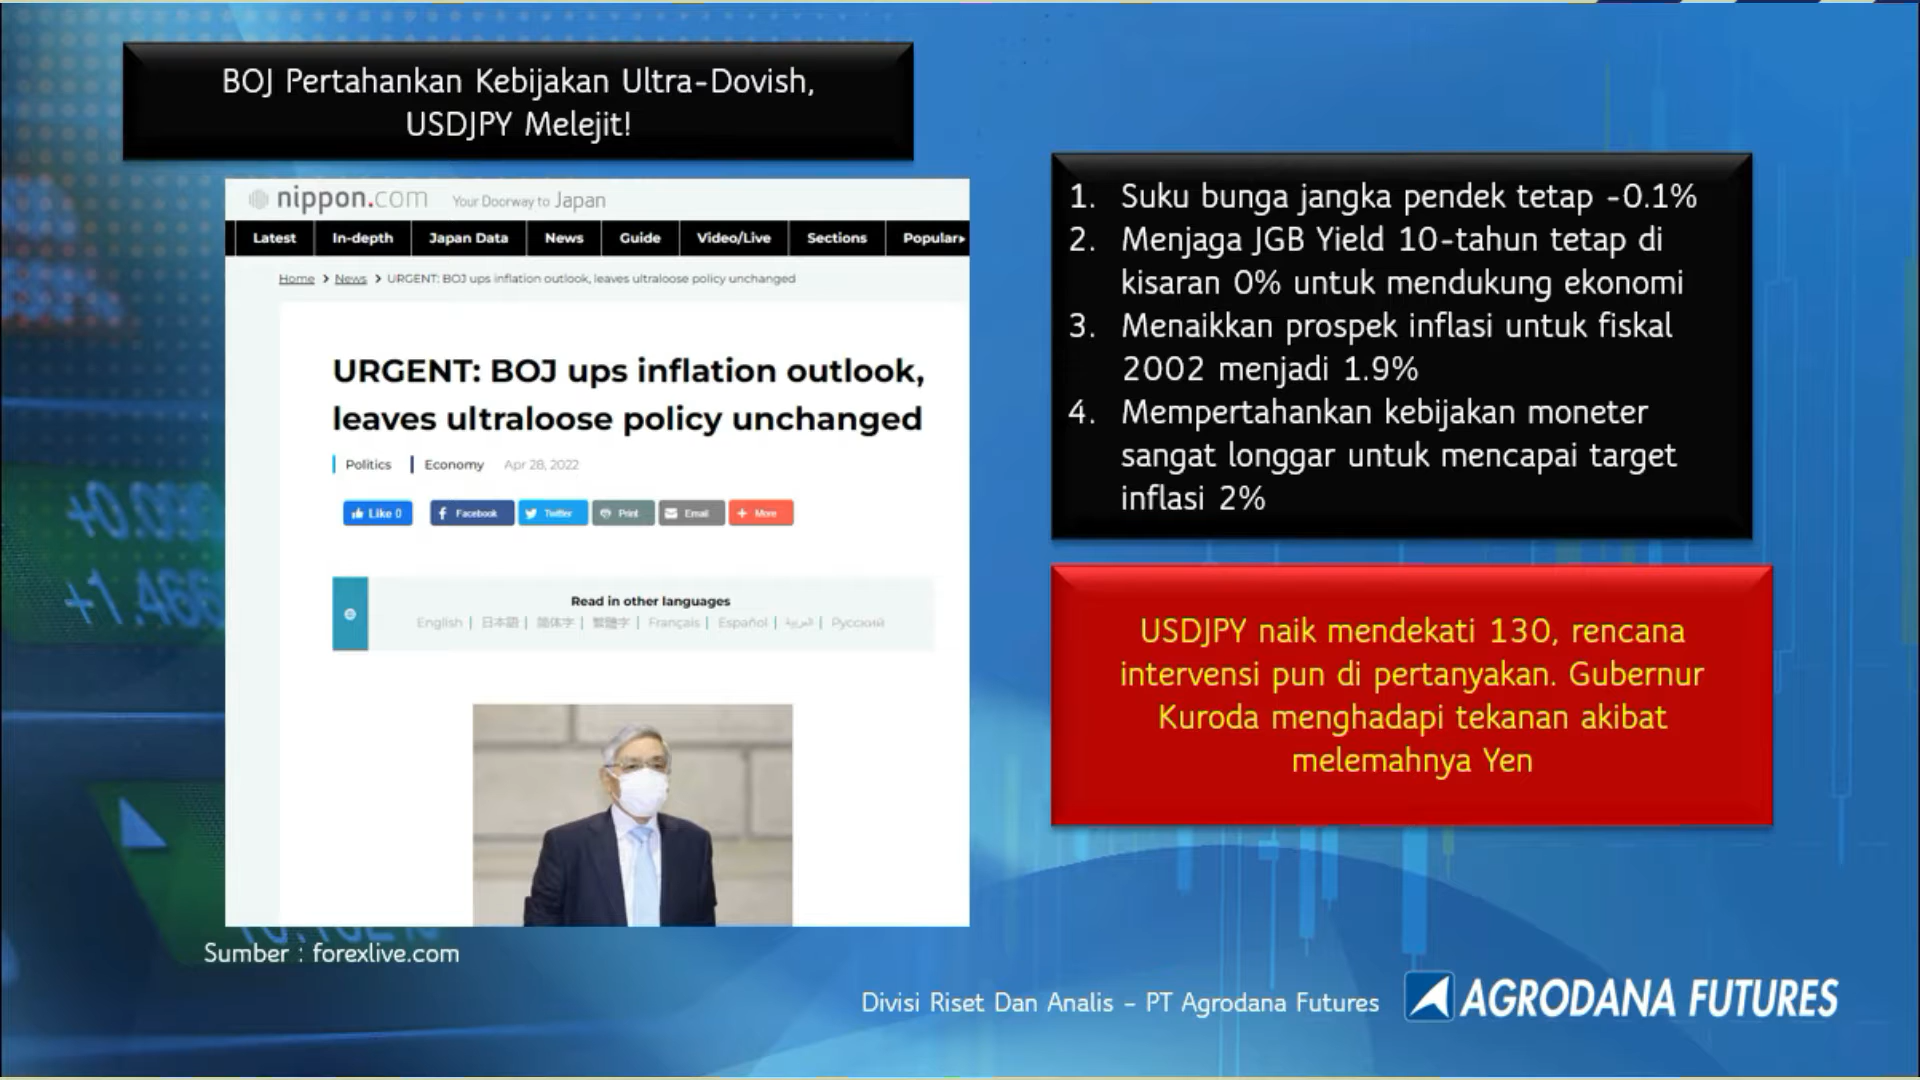 BOJ Pertahankan Kebijakan Ultra-Dovish,
USDJPY Melejit!
nippon.com Your Doorway to Japan
Latest In-depth Japan Data News Guide Video/Live Sections Popular
Home > News > URGENT: BOJ ups inflation outlook, leaves ultraloose policy unchanged
URGENT: BOJ ups inflation outlook,
leaves ultraloose policy unchanged
Politics | Economy Apr 28, 2022
Like 0 Facebook Twitter Print Email + More
Read in other languages
English | 日本語 | 简体字 | 繁體字 | Français | Español | العربية | Русский
Sumber : forexlive.com
1. Suku bunga jangka pendek tetap -0.1%
2. Menjaga JGB Yield 10-tahun tetap di
kisaran 0% untuk mendukung ekonomi
3. Menaikkan prospek inflasi untuk fiskal
2002 menjadi 1.9%
4. Mempertahankan kebijakan moneter
sangat longgar untuk mencapai target
inflasi 2%
USDJPY naik mendekati 130, rencana
intervensi pun di pertanyakan. Gubernur
Kuroda menghadapi tekanan akibat
melemahnya Yen
Divisi Riset Dan Analis - PT Agrodana Futures
AGRODANA FUTURES